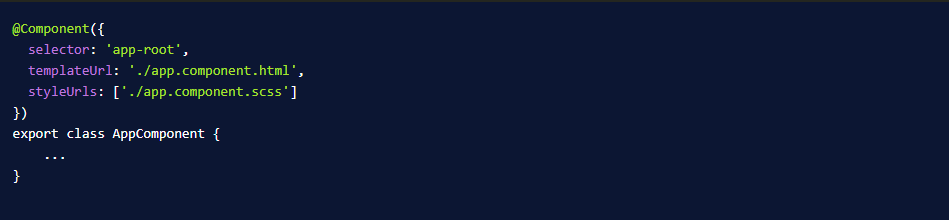 @Component({
  selector: 'app-root',
  templateUrl: './app.component.html',
  styleUrls: ['./app.component.scss']
})
export class AppComponent {
    ...
}